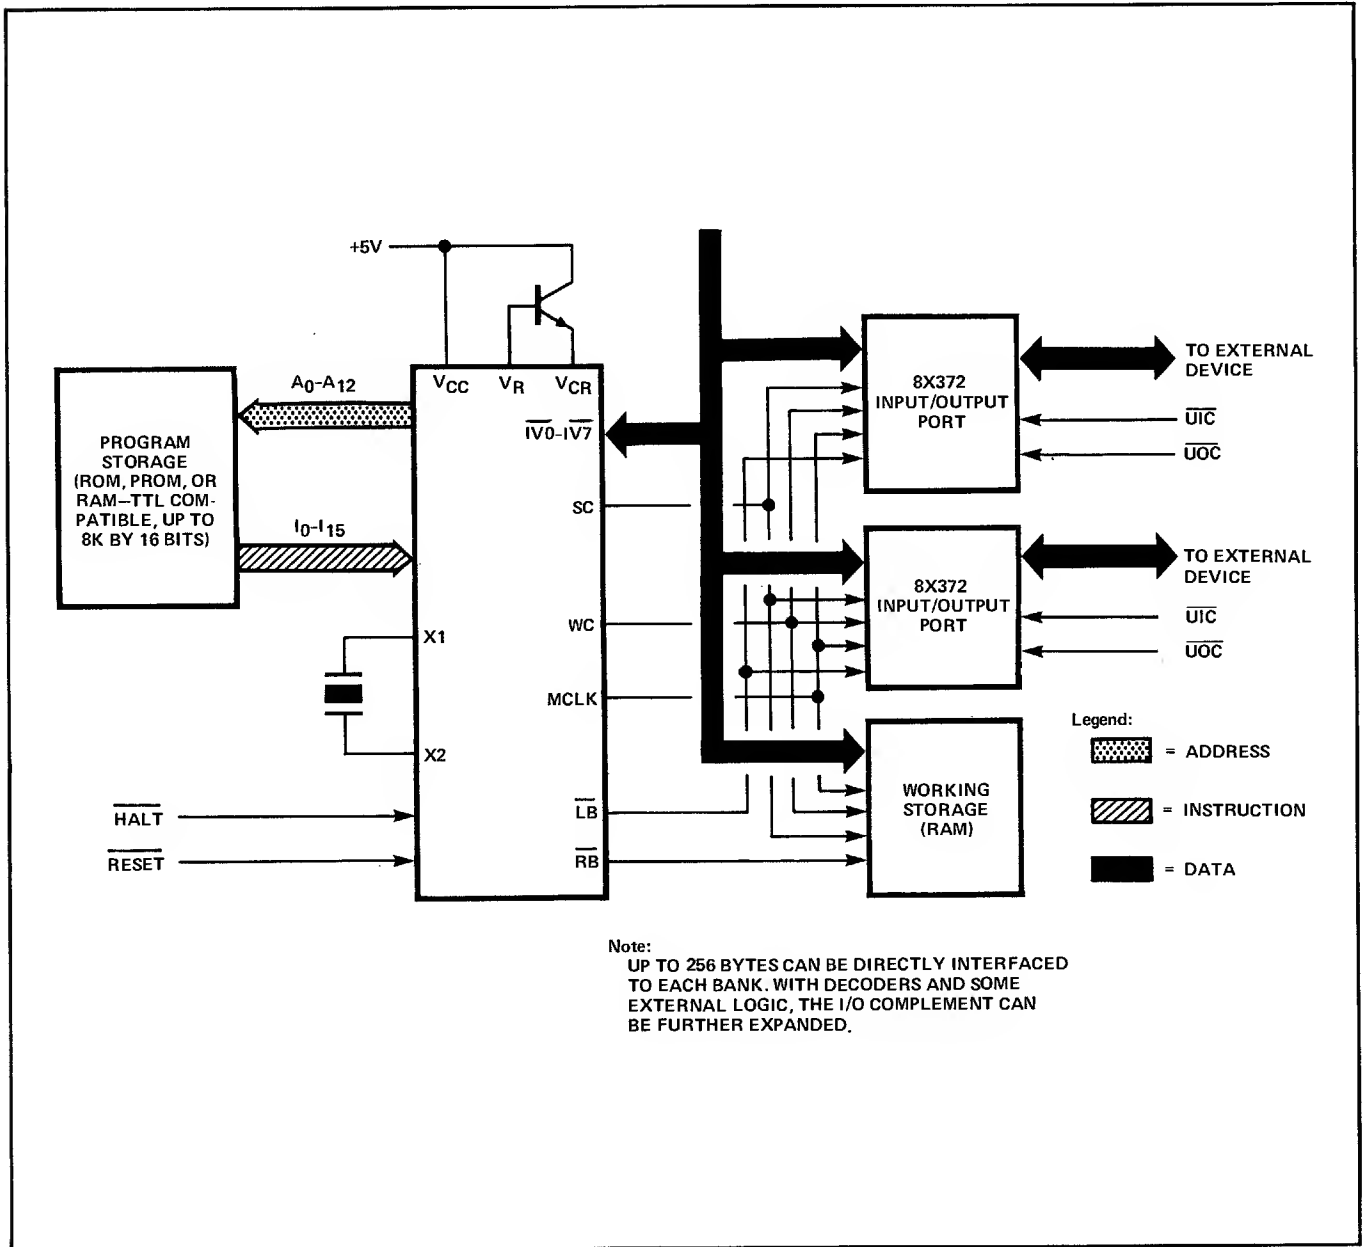 +5V
VCC VR VCR
PROGRAM
STORAGE
(ROM, PROM, OR
RAM—TTL COM-
PATIBLE, UP TO
8K BY 16 BITS)
A0-A12
I0-I15
X1
X2
HALT
RESET
IV0-IV7
SC
WC
MCLK
LB
RB
8X372
INPUT/OUTPUT
PORT
TO EXTERNAL
DEVICE
UIC
UOC
8X372
INPUT/OUTPUT
PORT
TO EXTERNAL
DEVICE
UIC
UOC
WORKING
STORAGE
(RAM)
Legend:
= ADDRESS
= INSTRUCTION
= DATA
Note:
UP TO 256 BYTES CAN BE DIRECTLY INTERFACED
TO EACH BANK. WITH DECODERS AND SOME
EXTERNAL LOGIC, THE I/O COMPLEMENT CAN
BE FURTHER EXPANDED.